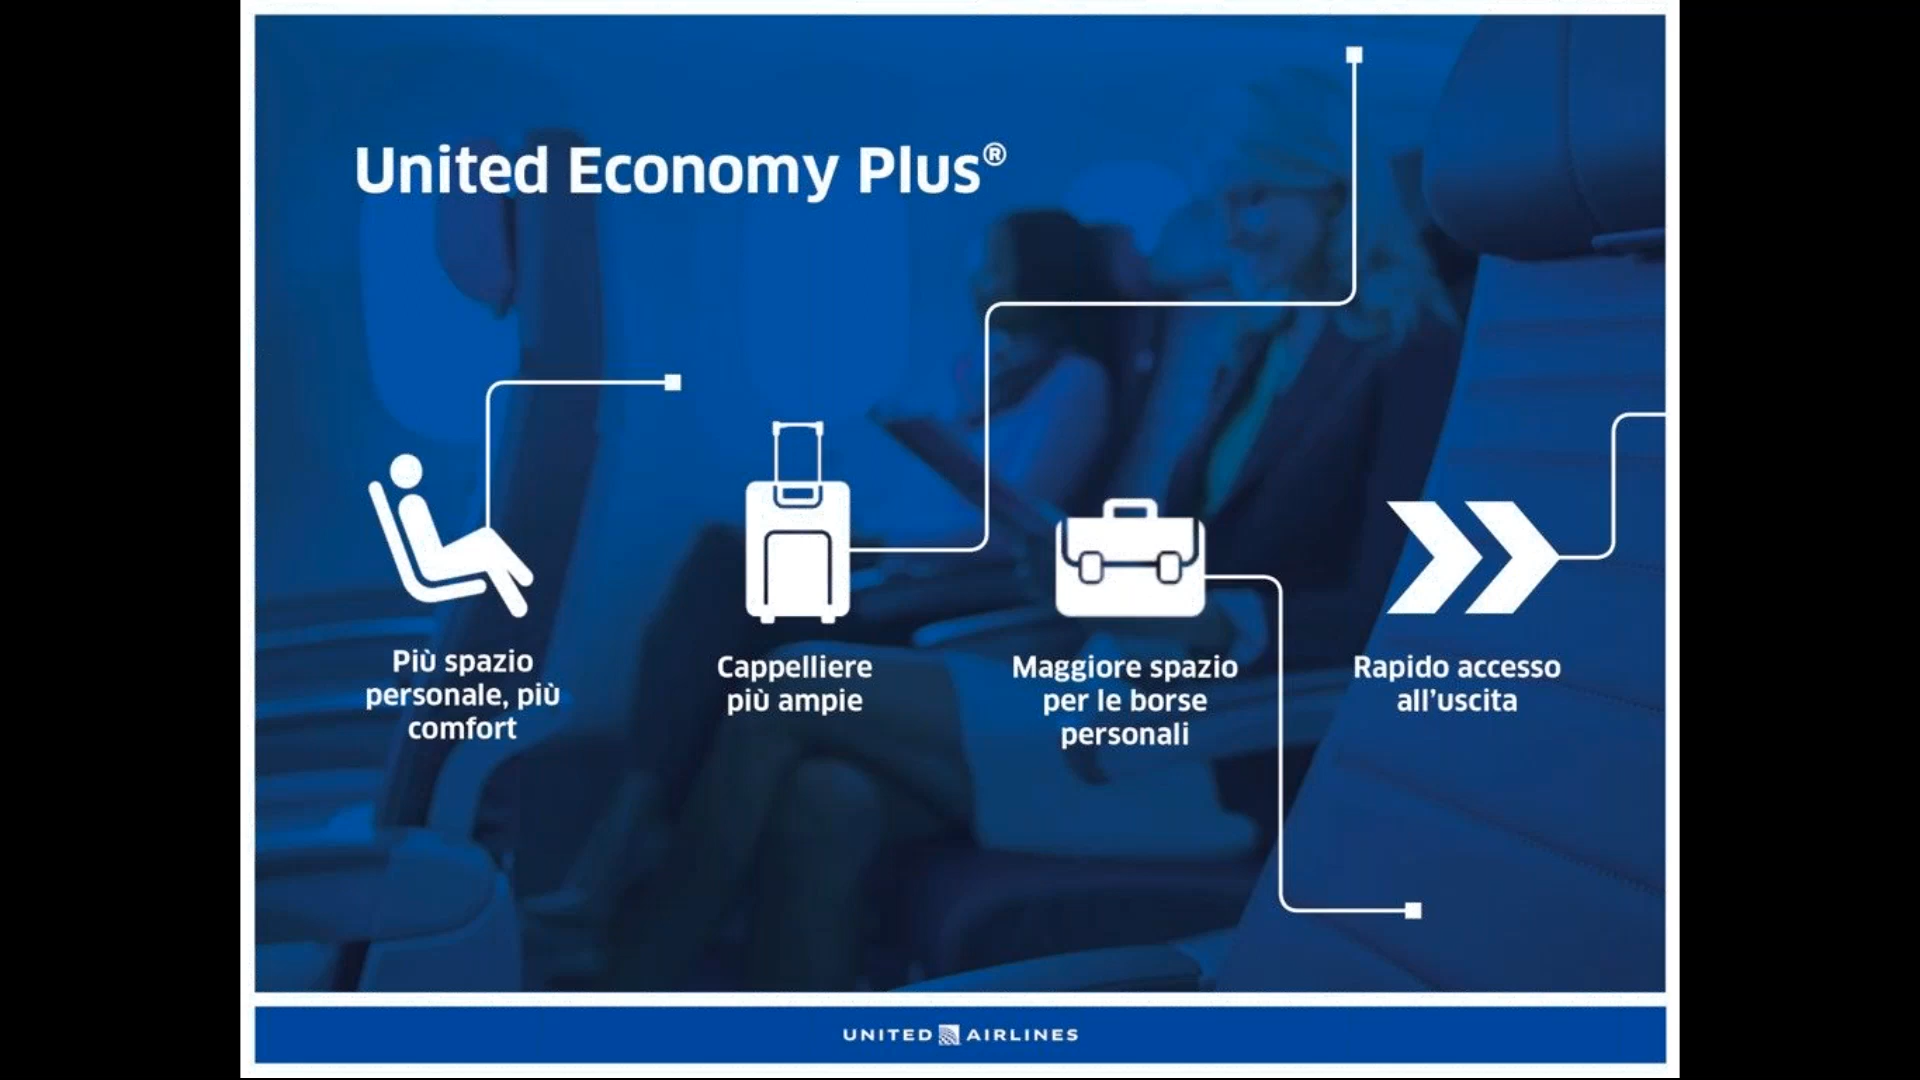 United Economy Plus®
Più spazio
personale, più
comfort
Cappelliere
più ampie
Maggiore spazio
per le borse
personali
Rapido accesso
all’uscita
UNITED AIRLINES